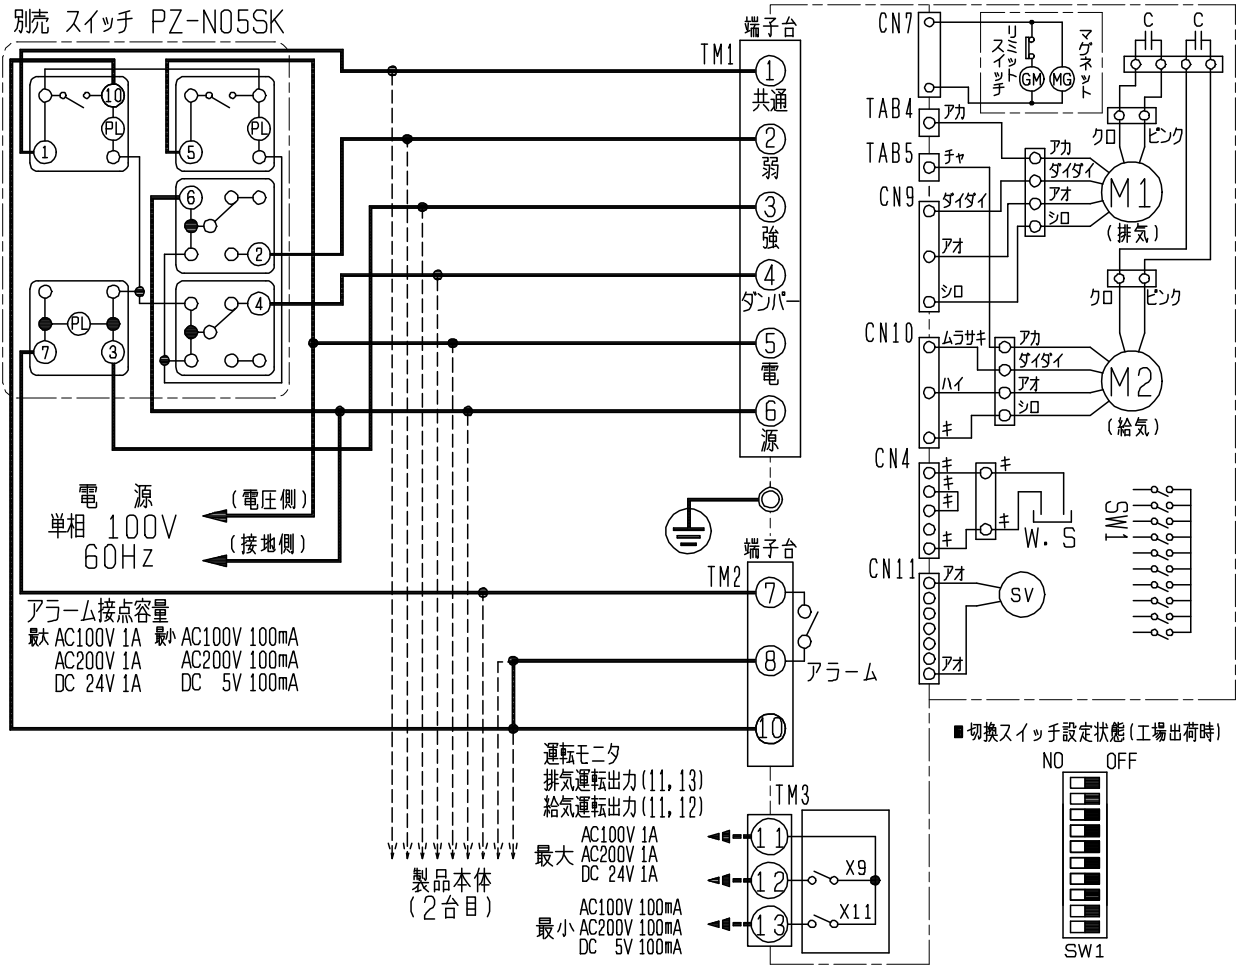 別売 スイッチ PZ-N05SK
10
PL
1
PL
5
6
2
4
PL
7
3
電 源
単相 100V
60Hz
(電圧側)
(接地側)
アラーム接点容量
最大 AC100V 1A 最小 AC100V 100mA
AC200V 1A AC200V 100mA
DC 24V 1A DC 5V 100mA
製品本体
(2台目)
端子台
TM1
1
共通
2
弱
3
強
4
ダンパー
5
電
6
源
端子台
TM2
7
8
アラーム
10
運転モニタ
排気運転出力(11,13)
給気運転出力(11,12)
最大
AC100V 1A
AC200V 1A
DC 24V 1A
最小
AC100V 100mA
AC200V 100mA
DC 5V 100mA
TM3
11
12
13
X9
X11
CN7
リミット
スイッチ
マグネット
GM
MG
C
C
TAB4
アカ
TAB5
チャ
CN9
ダイダイ
アオ
シロ
アカ
ダイダイ
アオ
シロ
クロ
ピンク
M1
(排気)
CN10
ムラサキ
ハイ
キ
アカ
ダイダイ
アオ
シロ
クロ
ピンク
M2
(給気)
CN4
キ
キ
キ
キ
キ
キ
W.S
CN11
アオ
アオ
SV
SW1
■切換スイッチ設定状態(工場出荷時)
NO OFF
SW1